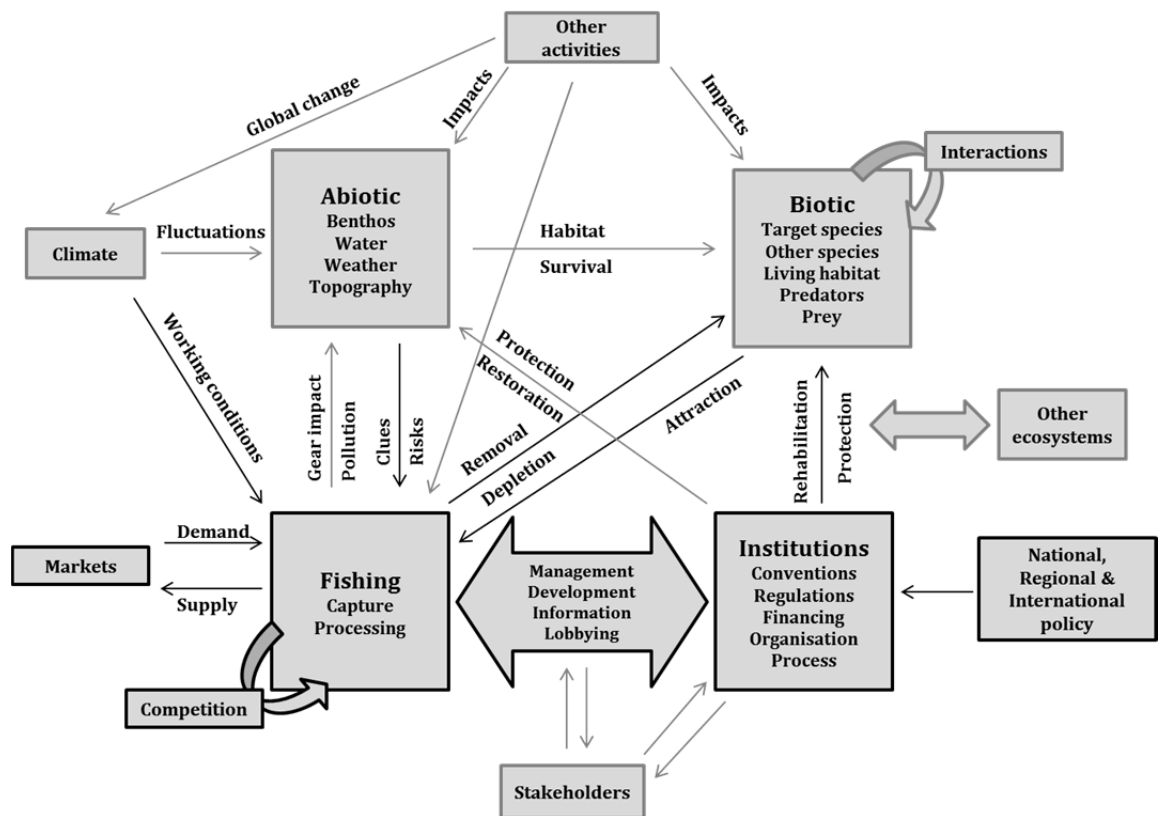 Other
activities
Global change
Impacts
Impacts
Interactions
Abiotic
Benthos
Water
Weather
Topography
Biotic
Target species
Other species
Living habitat
Predators
Prey
Climate
Fluctuations
Habitat
Survival
Working conditions
Gear impact
Pollution
Clues
Risks
Protection
Restoration
Removal
Depletion
Attraction
Rehabilitation
Protection
Other
ecosystems
Markets
Demand
Supply
Fishing
Capture
Processing
Competition
Management
Development
Information
Lobbying
Institutions
Conventions
Regulations
Financing
Organisation
Process
National,
Regional &
International
policy
Stakeholders